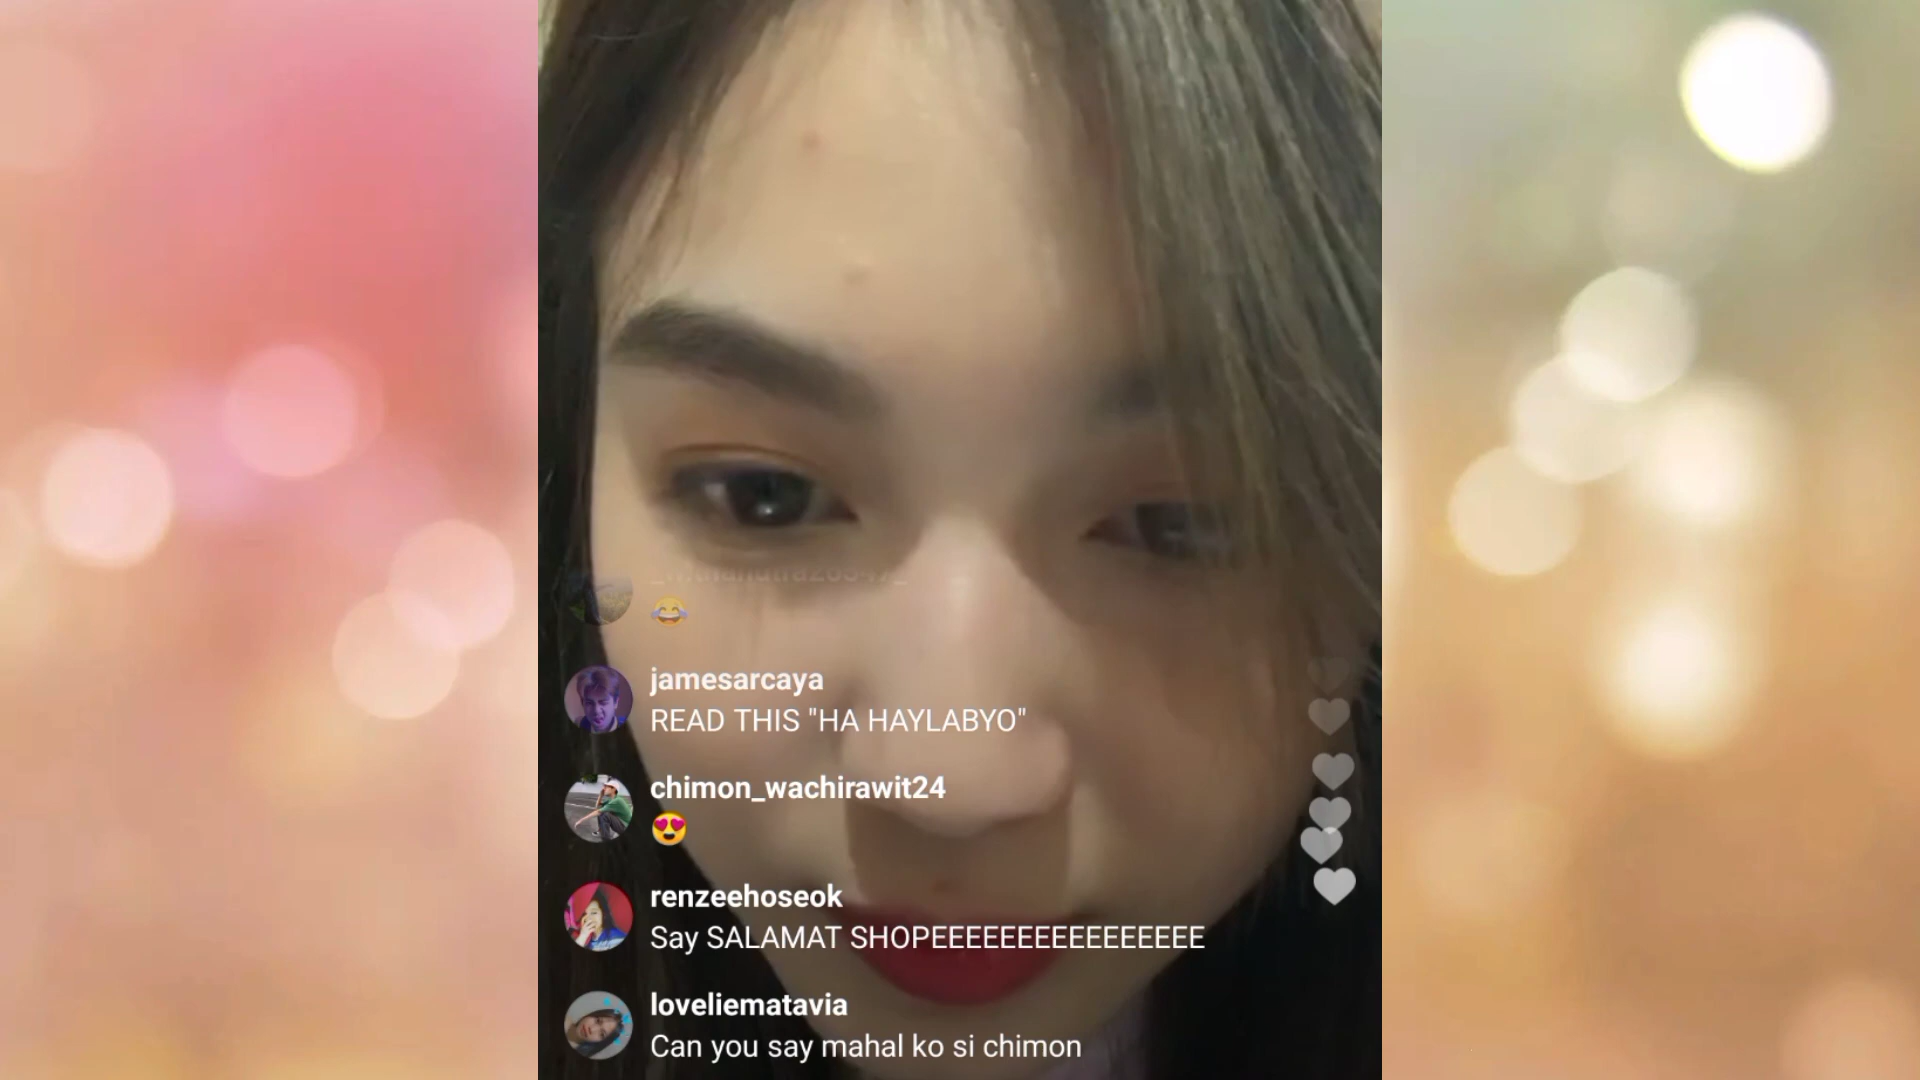 jamesarcaya
READ THIS "HA HAYLABYO"
chimon_wachirawit24
😍
renzeehoseok
Say SALAMAT SHOPEEEEEEEEEEEEEEEE
loveliematavia
Can you say mahal ko si chimon